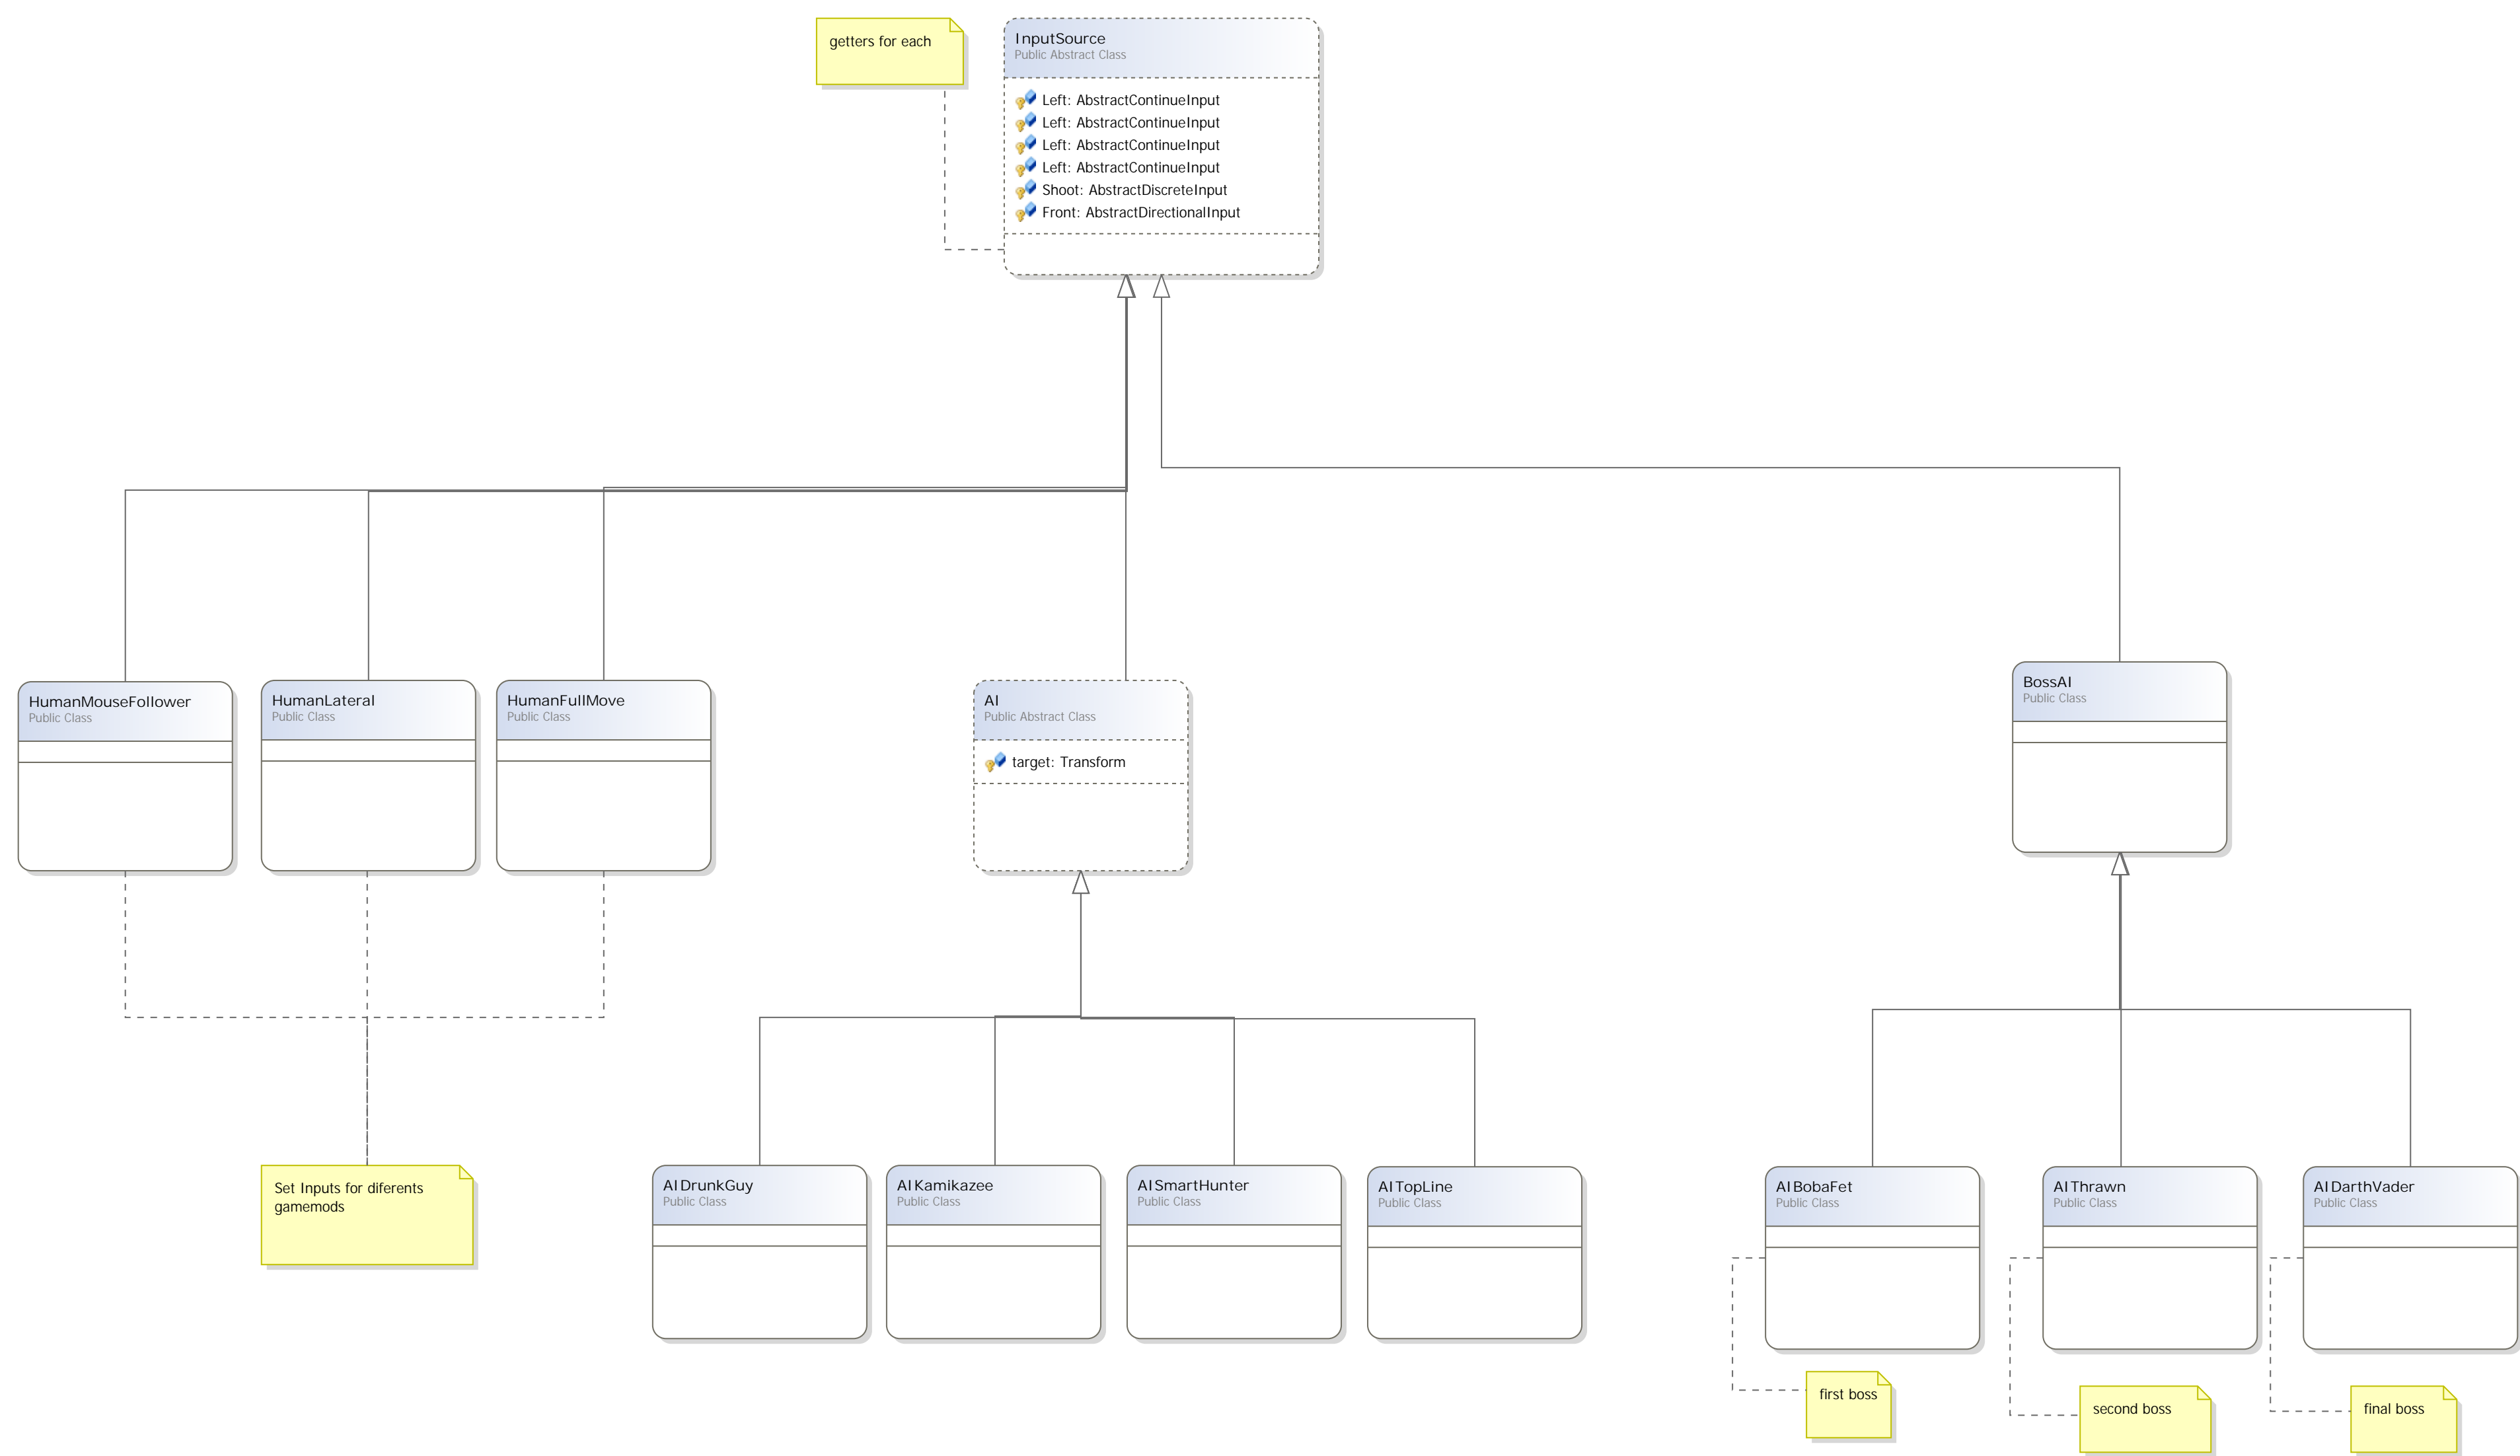 getters for each
InputSource
Public Abstract Class
Left: AbstractContinueInput
Left: AbstractContinueInput
Left: AbstractContinueInput
Left: AbstractContinueInput
Shoot: AbstractDiscreteInput
Front: AbstractDirectionalInput
HumanMouseFollower
Public Class
HumanLateral
Public Class
HumanFullMove
Public Class
AI
Public Abstract Class
target: Transform
BossAI
Public Class
Set Inputs for diferents
gamemods
AIDrunkGuy
Public Class
AIKamikazee
Public Class
AISmartHunter
Public Class
AITopLine
Public Class
AIBobaFet
Public Class
AIThrawn
Public Class
AIDarthVader
Public Class
first boss
second boss
final boss